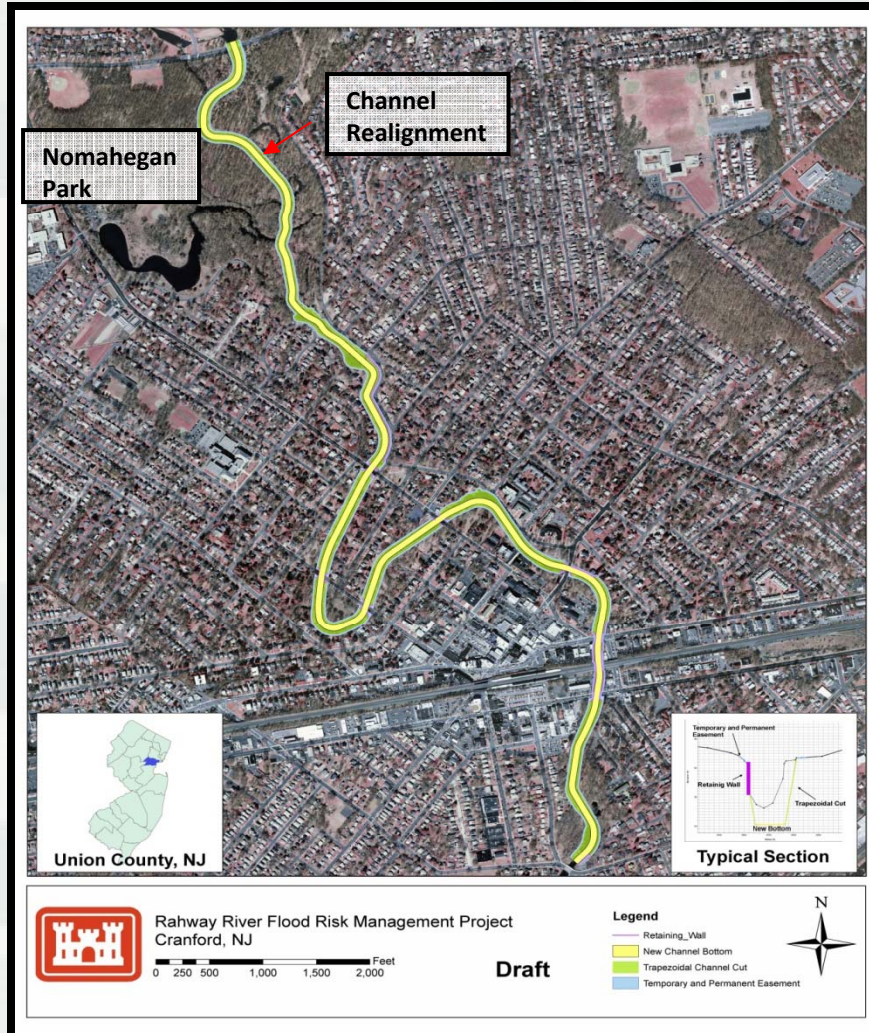 Channel
Realignment
Nomahegan
Park
Union County, NJ
Temporary and Permanent
Easement
Retainig Wall
Trapezoidal Cut
New Bottom
Typical Section
Rahway River Flood Risk Management Project
Cranford, NJ
Feet
0 250 500 1,000 1,500 2,000
Draft
Legend
Retaining_Wall
New Channel Bottom
Trapezoidal Channel Cut
Temporary and Permanent Easement
N